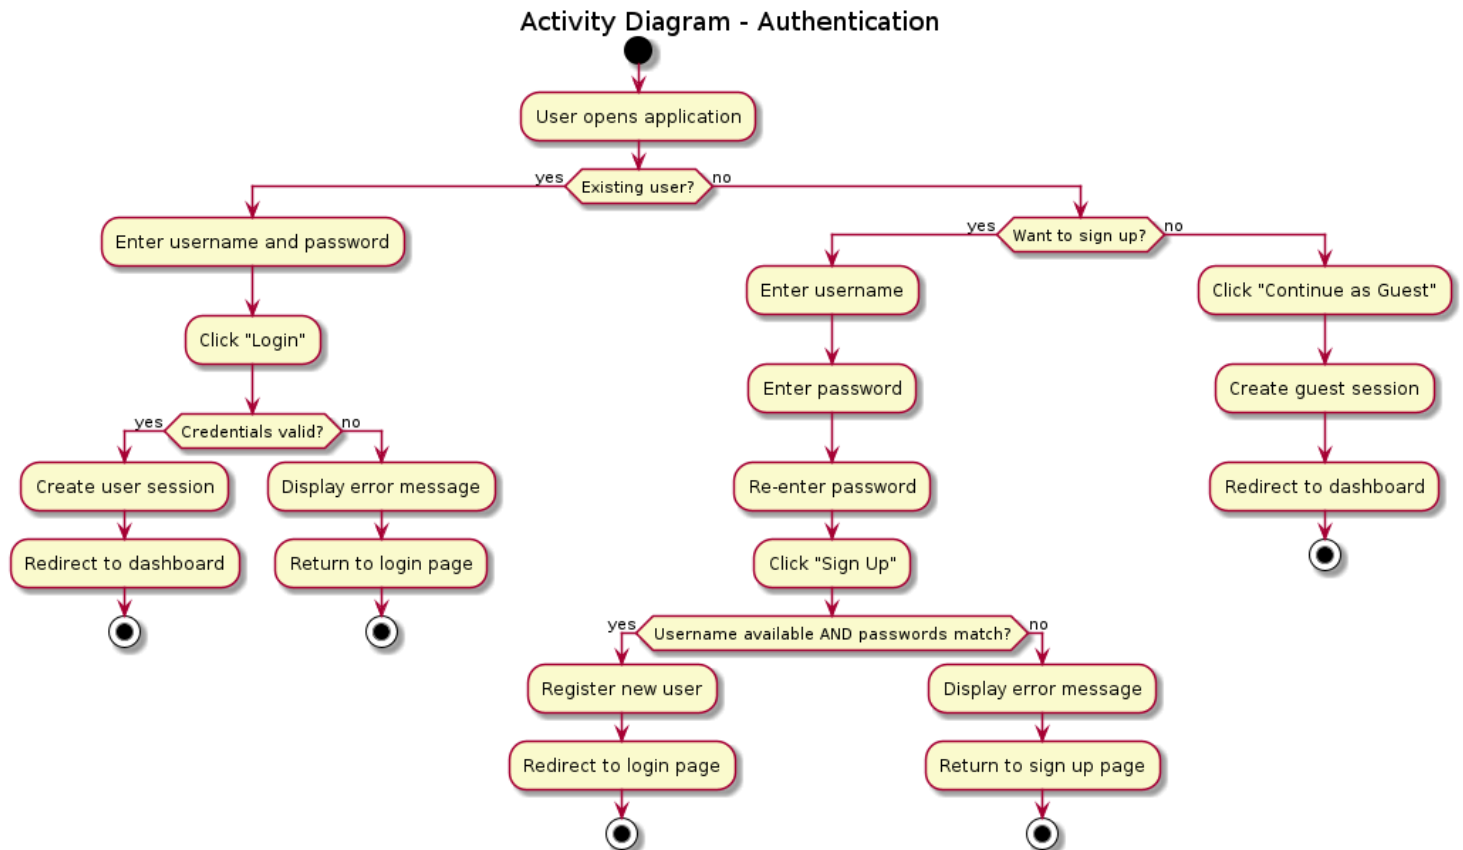 Activity Diagram - Authentication
User opens application
yes
Existing user?
no
Enter username and password
Click "Login"
yes
Credentials valid?
no
Create user session
Redirect to dashboard
Display error message
Return to login page
yes
Want to sign up?
no
Enter username
Enter password
Re-enter password
Click "Sign Up"
yes
Username available AND passwords match?
no
Register new user
Redirect to login page
Display error message
Return to sign up page
Click "Continue as Guest"
Create guest session
Redirect to dashboard